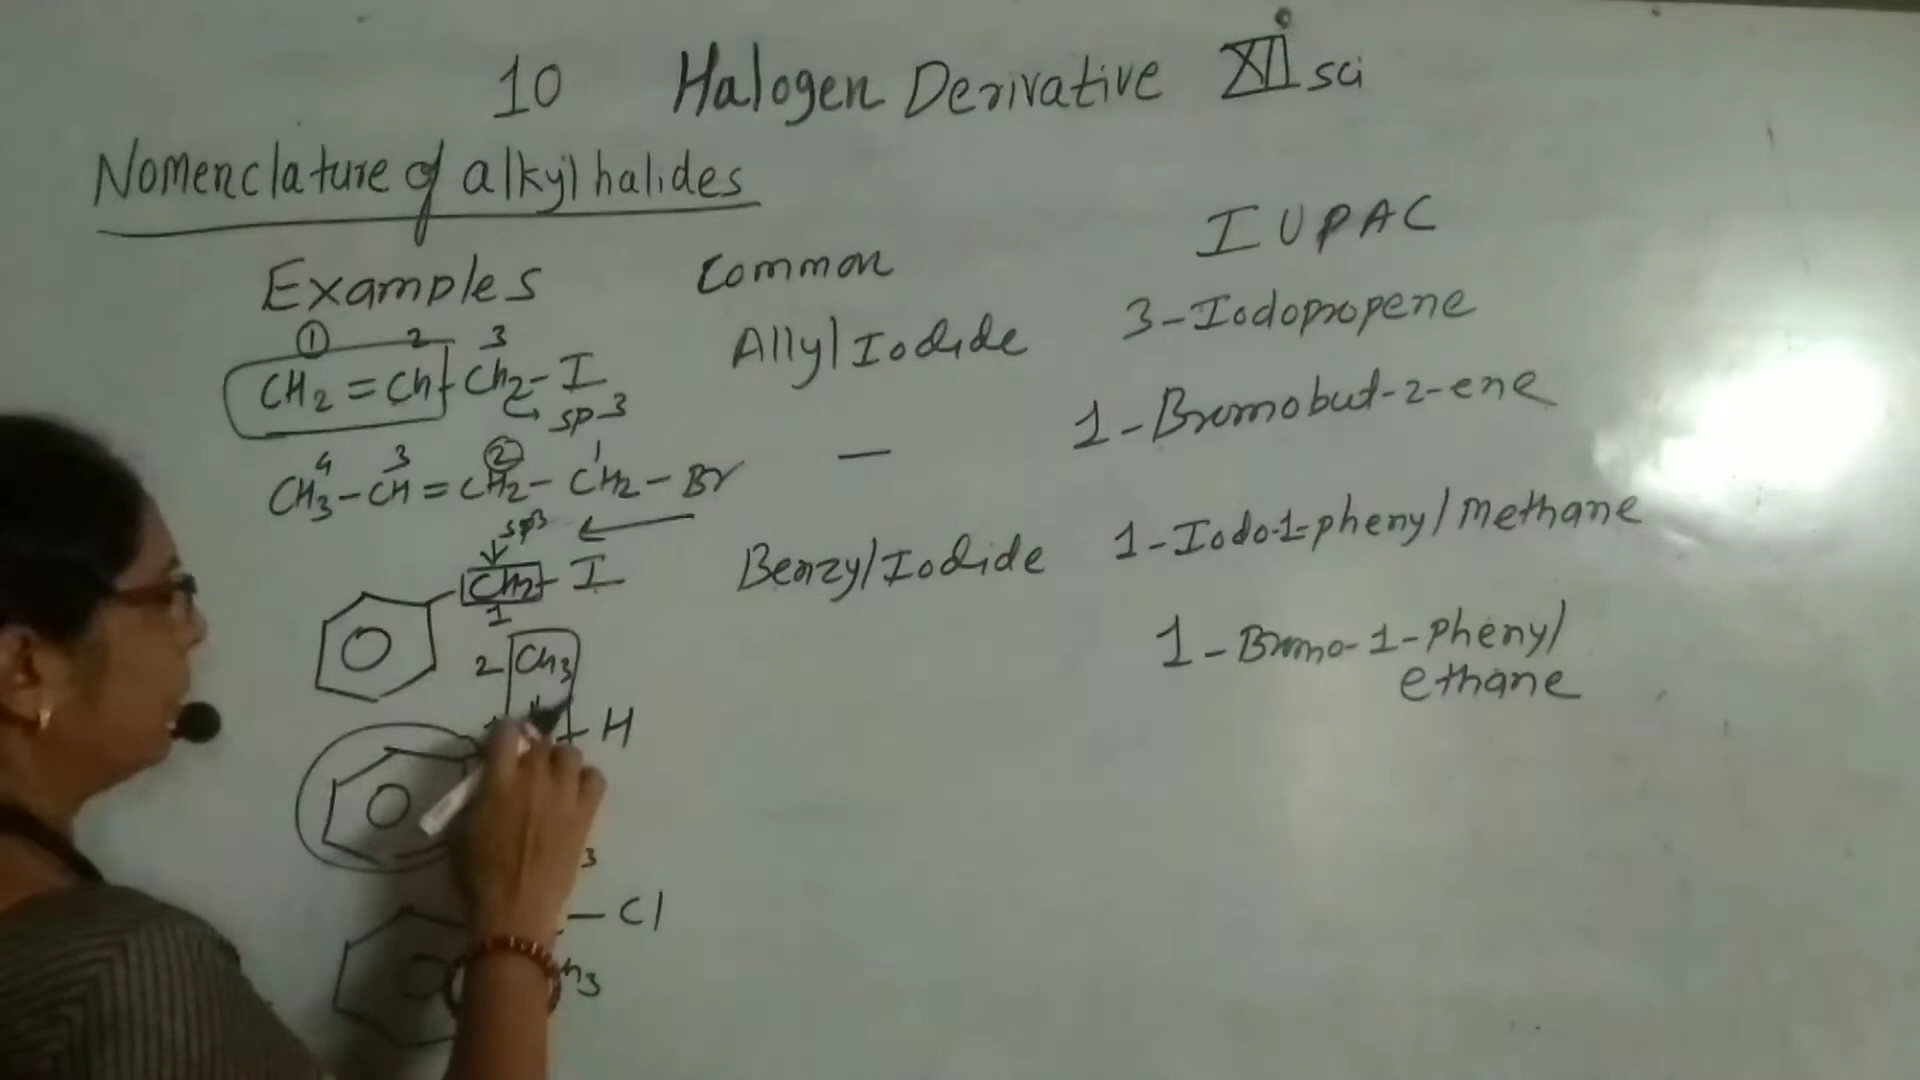 10 Halogen Derivative XII sci
Nomenclature of alkyl halides
Examples Common IUPAC
1 2 3
CH2 = CH - CH2 - I Allyl Iodide 3-Iodopropene
sp3
4 3 2 1
CH3 - CH = CH2 - CH2 - Br — 1-Bromobut-2-ene
sp3
CH2 - I Benzyl Iodide 1-Iodo-1-phenyl methane
1
2 CH3 1-Bromo-1-phenyl
ethane
H
3
Cl
h3